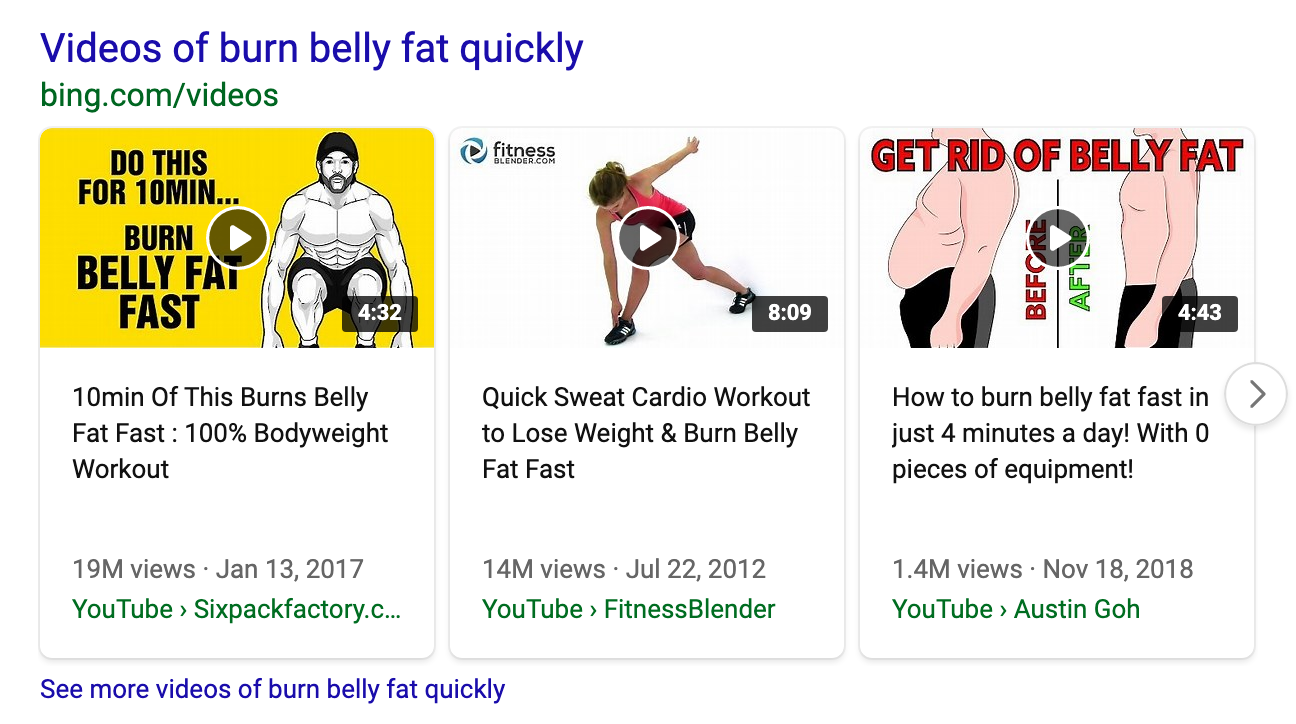 Videos of burn belly fat quickly
bing.com/videos
DO THIS
FOR 10MIN...
BURN
BELLY FAT
FAST
4:32
fitness
BLENDER.COM
8:09
GET RID OF BELLY FAT
BEFORE
AFTER
4:43
10min Of This Burns Belly
Fat Fast : 100% Bodyweight
Workout
19M views · Jan 13, 2017
YouTube › Sixpackfactory.c...
Quick Sweat Cardio Workout
to Lose Weight & Burn Belly
Fat Fast
14M views · Jul 22, 2012
YouTube › FitnessBlender
How to burn belly fat fast in
just 4 minutes a day! With 0
pieces of equipment!
1.4M views · Nov 18, 2018
YouTube › Austin Goh
See more videos of burn belly fat quickly